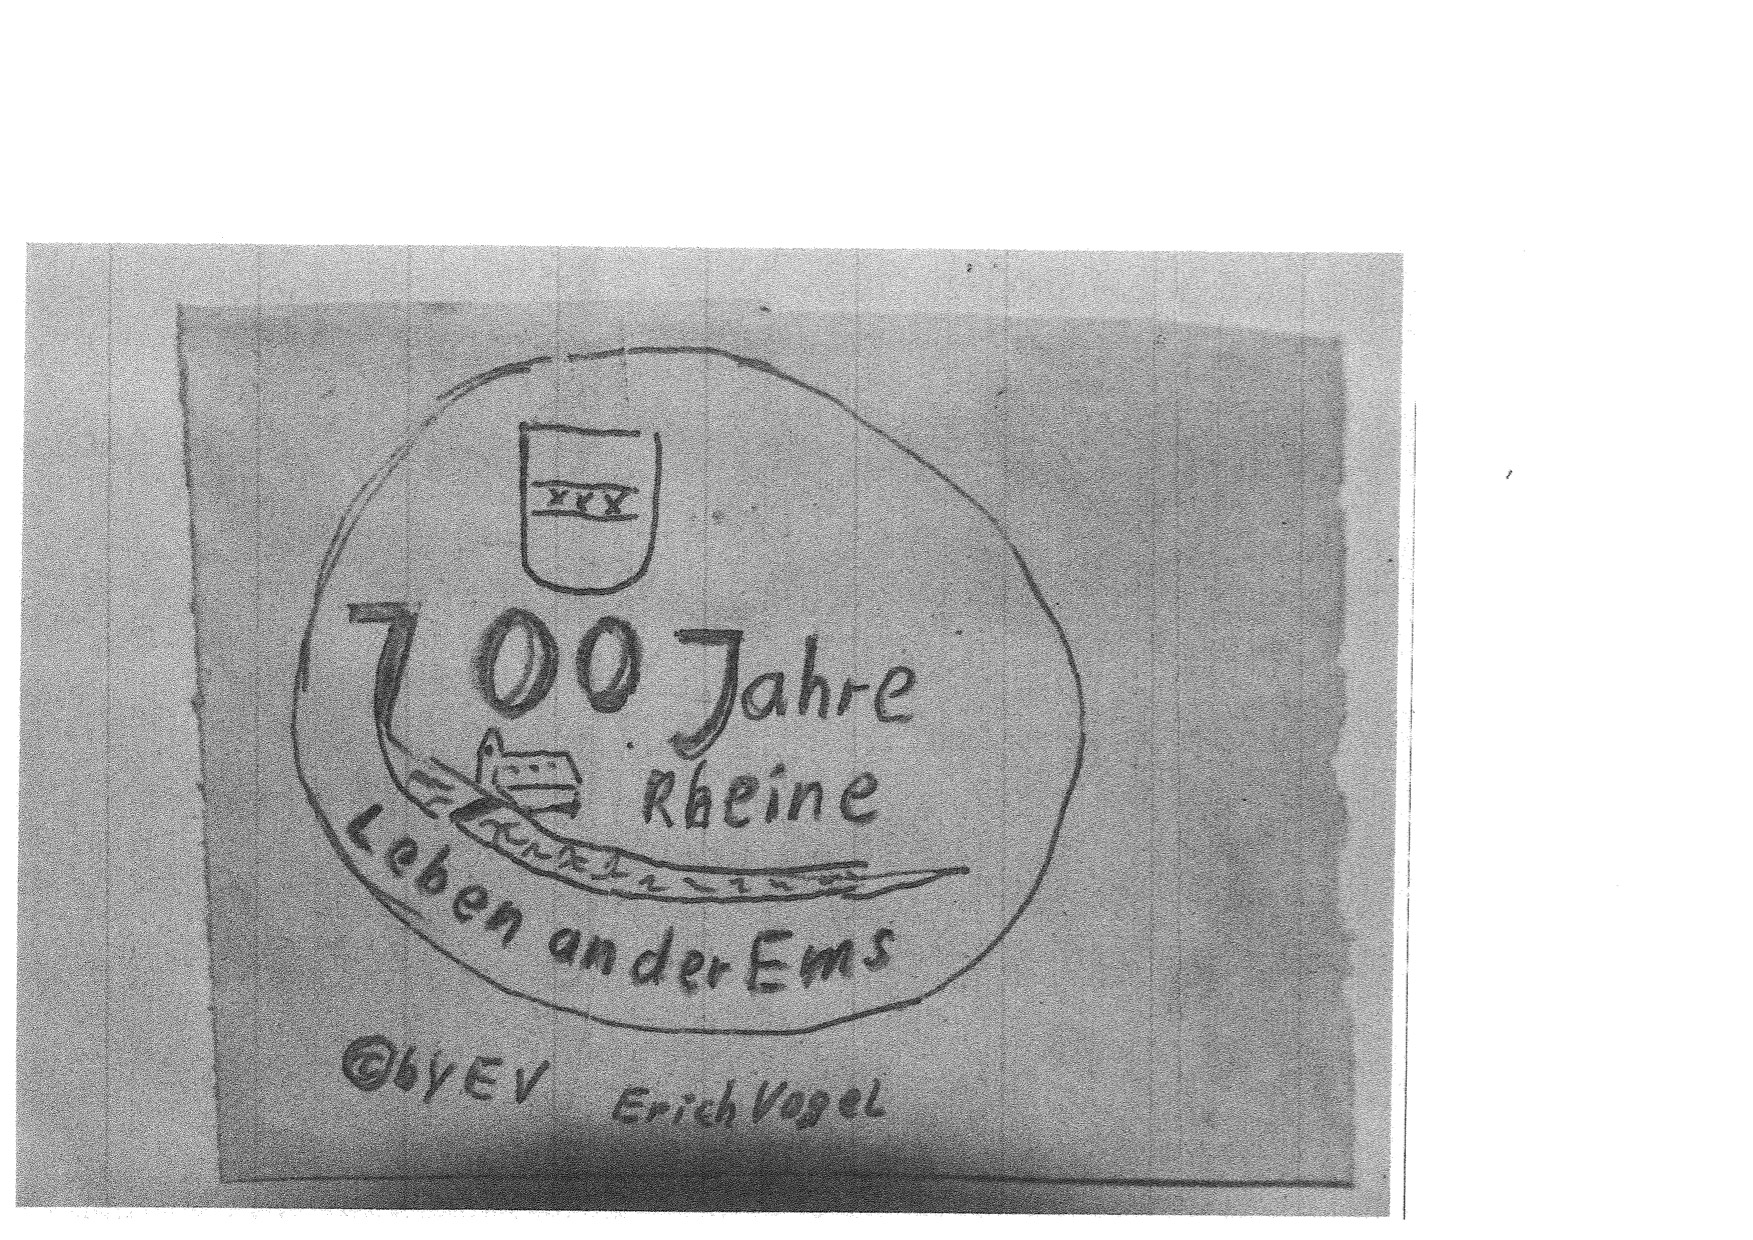 700 Jahre
Rheine
Leben an der Ems
© by EV
Erich Vogel